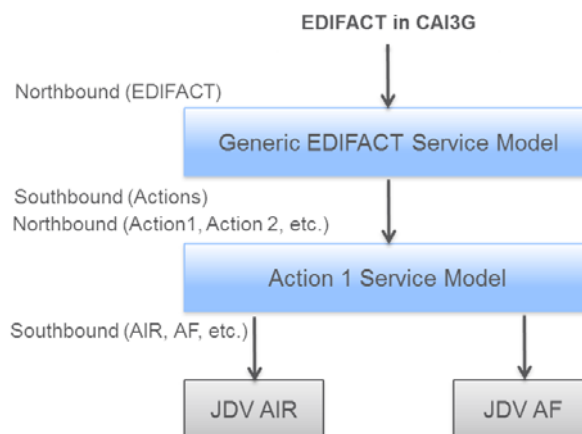 EDIFACT in CAI3G
Northbound (EDIFACT)
Generic EDIFACT Service Model
Southbound (Actions)
Northbound (Action1, Action 2, etc.)
Action 1 Service Model
Southbound (AIR, AF, etc.)
JDV AIR
JDV AF